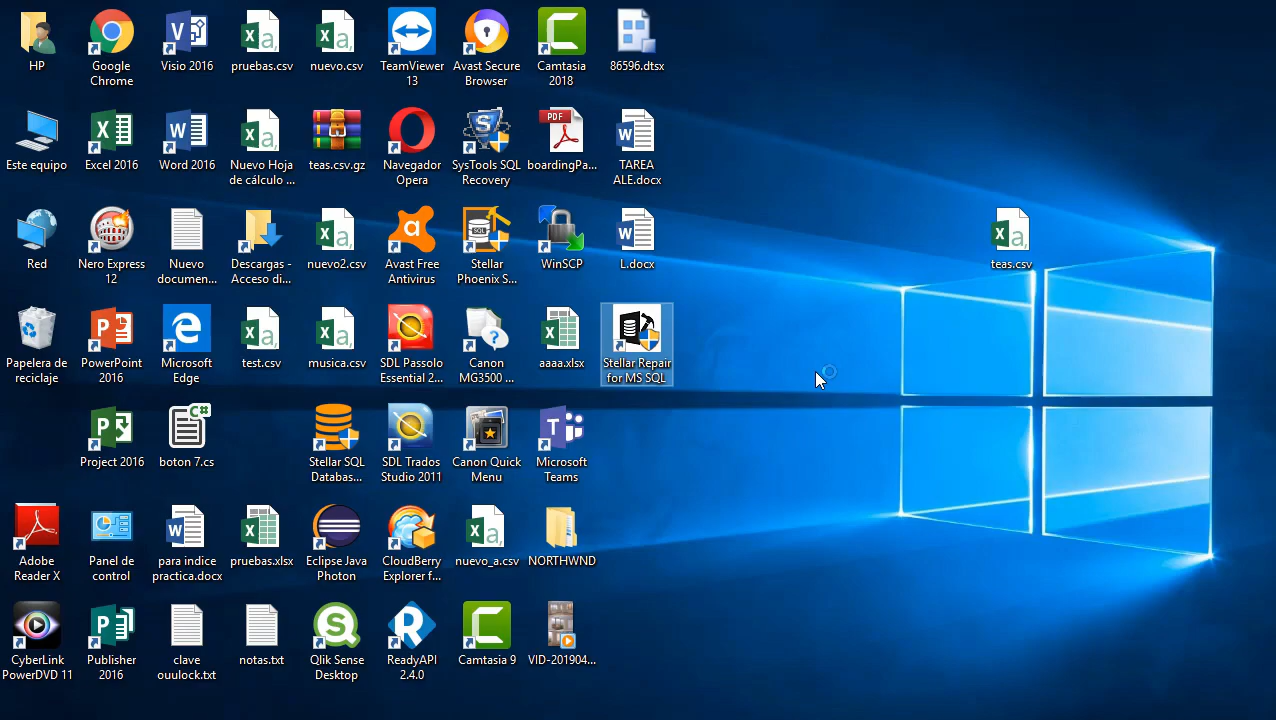 HP
Google
Chrome
Visio 2016
pruebas.csv
nuevo.csv
TeamViewer
13
Avast Secure
Browser
Camtasia
2018
86596.dtsx
Este equipo
Excel 2016
Word 2016
Nuevo Hoja
de cálculo ...
teas.csv.gz
Navegador
Opera
SysTools SQL
Recovery
PDF
boardingPa...
TAREA
ALE.docx
Red
Nero Express
12
Nuevo
documen...
Descargas -
Acceso di...
nuevo2.csv
Avast Free
Antivirus
SQL
Stellar
Phoenix S...
WinSCP
L.docx
teas.csv
Papelera de
reciclaje
PowerPoint
2016
Microsoft
Edge
test.csv
musica.csv
SDL Passolo
Essential 2...
Canon
MG3500 ...
aaaa.xlsx
Stellar Repair
for MS SQL
Project 2016
C#
boton 7.cs
Stellar SQL
Databas...
SDL Trados
Studio 2011
Canon Quick
Menu
Microsoft
Teams
Adobe
Reader X
Panel de
control
para indice
practica.docx
pruebas.xlsx
Eclipse Java
Photon
CloudBerry
Explorer f...
nuevo_a.csv
NORTHWND
CyberLink
PowerDVD 11
Publisher
2016
clave
ouulock.txt
notas.txt
Qlik Sense
Desktop
ReadyAPI
2.4.0
Camtasia 9
VID-201904...